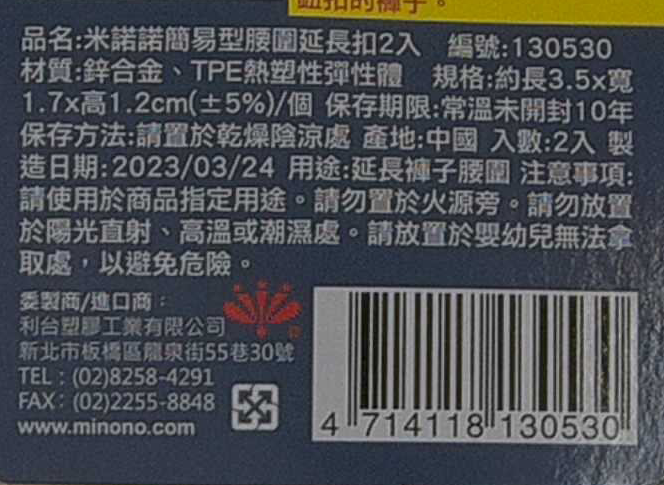 鈕扣的褲子。
品名:米諾諾簡易型腰圍延長扣2入 編號:130530
材質:鋅合金、TPE熱塑性彈性體 規格:約長3.5x寬
1.7x高1.2cm(±5%)/個 保存期限:常溫未開封10年
保存方法:請置於乾燥陰涼處 產地:中國 入數:2入 製
造日期:2023/03/24 用途:延長褲子腰圍 注意事項:
請使用於商品指定用途。請勿置於火源旁。請勿放置
於陽光直射、高溫或潮濕處。請放置於嬰幼兒無法拿
取處，以避免危險。
委製商/進口商：
利台塑膠工業有限公司
新北市板橋區龍泉街55巷30號
TEL：(02)8258-4291
FAX：(02)2255-8848
www.minono.com
4 714118 130530